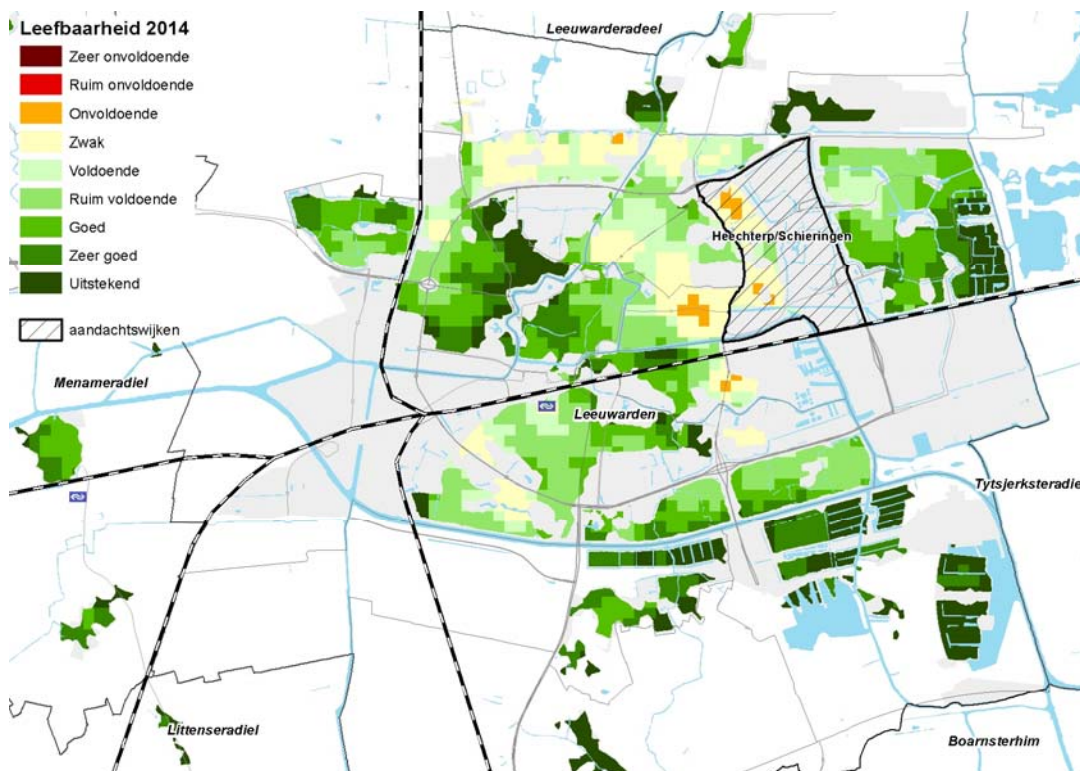 Leefbaarheid 2014
Zeer onvoldoende
Ruim onvoldoende
Onvoldoende
Zwak
Voldoende
Ruim voldoende
Goed
Zeer goed
Uitstekend
aandachtswijken
Leeuwarderadeel
Heechterp/Schieringen
Menameradiel
Leeuwarden
Tytsjerksteradie
Littenseradiel
Boarnsterhim